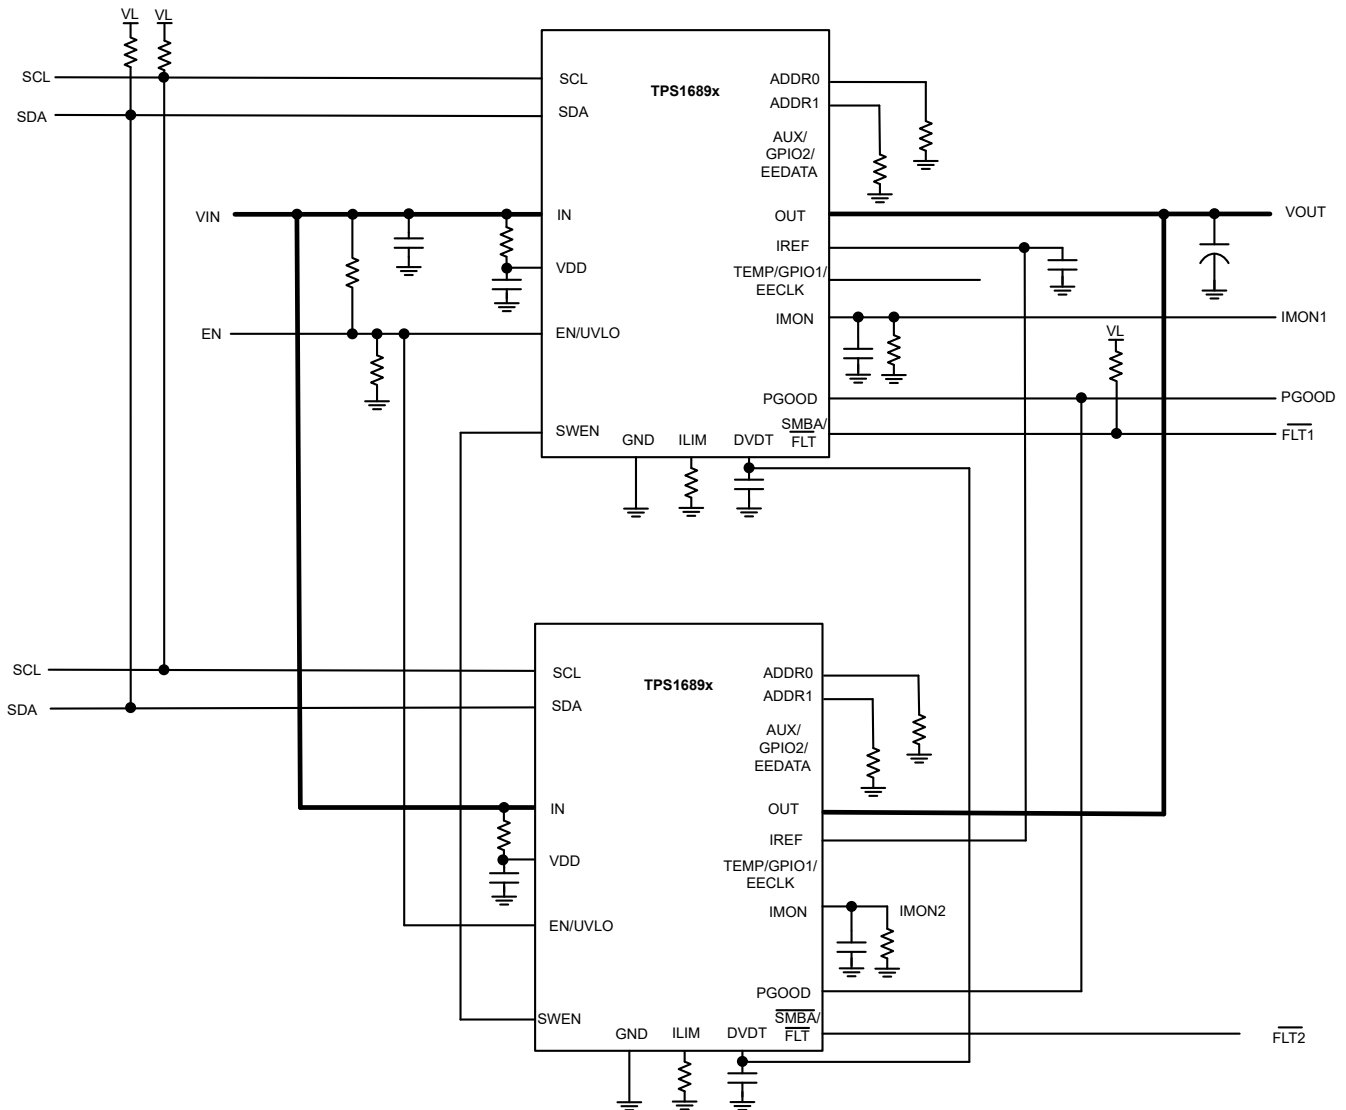 VL
VL
SCL
SDA
SCL
SDA
TPS1689x
ADDR0
ADDR1
AUX/
GPIO2/
EEDATA
VIN
IN
OUT
VOUT
IREF
VDD
TEMP/GPIO1/
EECLK
IMON
IMON1
EN
EN/UVLO
VL
PGOOD
PGOOD
SWEN
GND
ILIM
DVDT
SMBA/
FLT
FLT1
SCL
SDA
SCL
SDA
TPS1689x
ADDR0
ADDR1
AUX/
GPIO2/
EEDATA
IN
OUT
IREF
VDD
TEMP/GPIO1/
EECLK
IMON
IMON2
EN/UVLO
PGOOD
SWEN
GND
ILIM
DVDT
SMBA/
FLT
FLT2